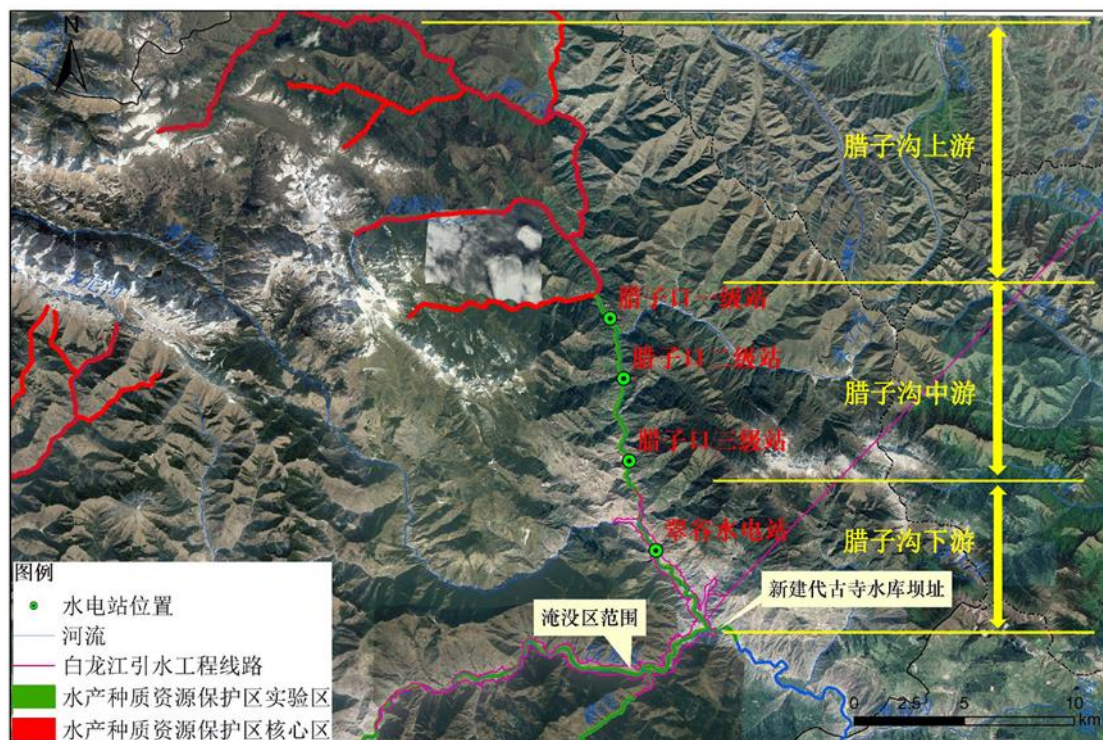 N
腊子沟上游
腊子口一级站
腊子口二级站
腊子沟中游
腊子口三级站
翠谷水电站
腊子沟下游
新建代古寺水库坝址
淹没区范围
图例
水电站位置
河流
白龙江引水工程线路
水产种质资源保护区实验区
水产种质资源保护区核心区
0 2.5 5 10
km